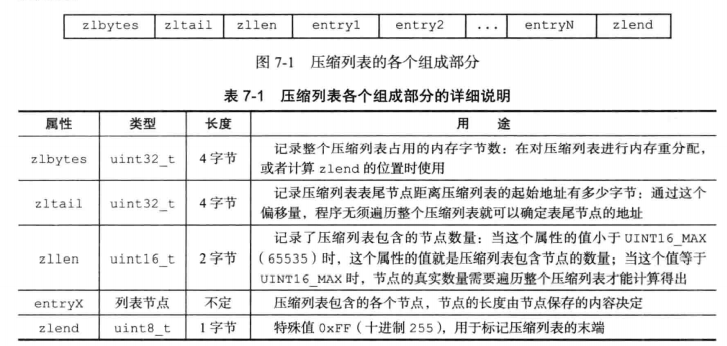 zlbytes zltail zllen entry1 entry2 ... entryN zlend
图 7-1 压缩列表的各个组成部分
表 7-1 压缩列表各个组成部分的详细说明
属性 类型 长度 用 途
zlbytes uint32_t 4字节 记录整个压缩列表占用的内存字节数：在对压缩列表进行内存重分配，
或者计算 zlend 的位置时使用
zltail uint32_t 4字节 记录压缩列表表尾节点距离压缩列表的起始地址有多少字节：通过这个
偏移量，程序无须遍历整个压缩列表就可以确定表尾节点的地址
zllen uint16_t 2字节 记录了压缩列表包含的节点数量：当这个属性的值小于 UINT16_MAX
（65535）时，这个属性的值就是压缩列表包含节点的数量；当这个值等于
UINT16_MAX 时，节点的真实数量需要遍历整个压缩列表才能计算得出
entryX 列表节点 不定 压缩列表包含的各个节点，节点的长度由节点保存的内容决定
zlend uint8_t 1字节 特殊值 0xFF（十进制 255），用于标记压缩列表的末端